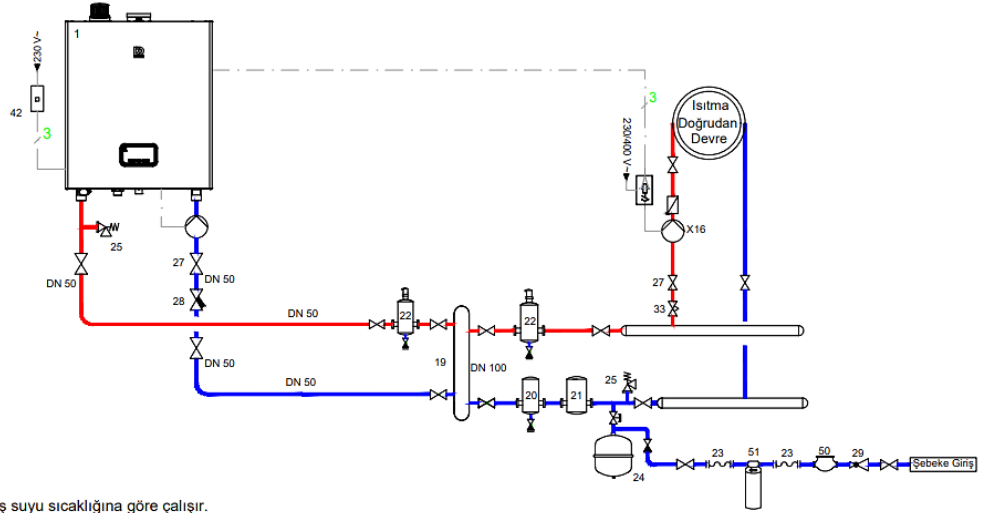 1
230 V~
42
3
25
DN 50
27
DN 50
28
DN 50
DN 50
DN 50
22
19
DN 100
22
20
21
25
24
23
51
23
50
29
Şebeke Giriş
3
230/400 V~
X16
27
33
Isıtma
Doğrudan
Devre
ş suyu sıcaklığına göre çalışır.